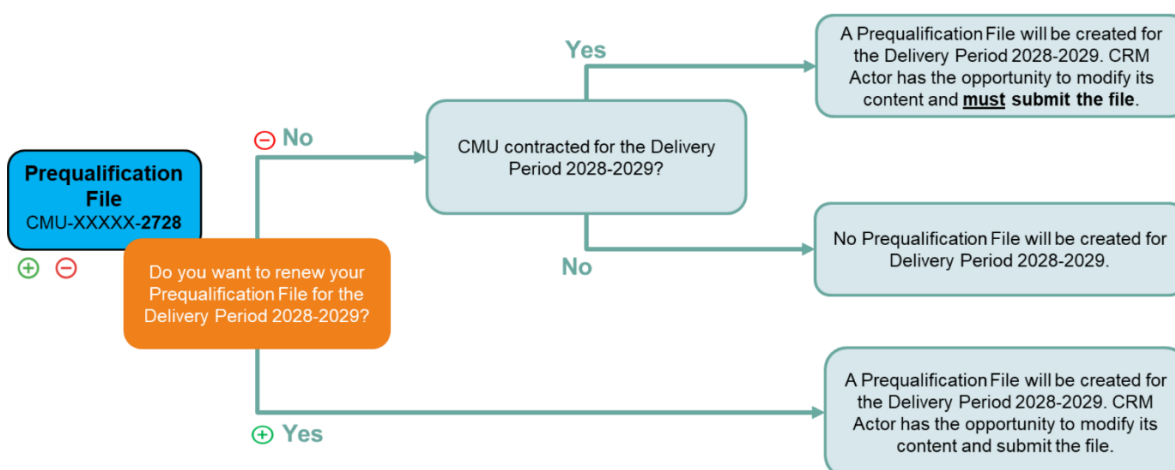 Prequalification
File
CMU-XXXXX-2728
Do you want to renew your
Prequalification File for the
Delivery Period 2028-2029?
No
CMU contracted for the Delivery
Period 2028-2029?
Yes
A Prequalification File will be created for
the Delivery Period 2028-2029. CRM
Actor has the opportunity to modify its
content and must submit the file.
No
No Prequalification File will be created for
Delivery Period 2028-2029.
Yes
A Prequalification File will be created for
the Delivery Period 2028-2029. CRM
Actor has the opportunity to modify its
content and submit the file.